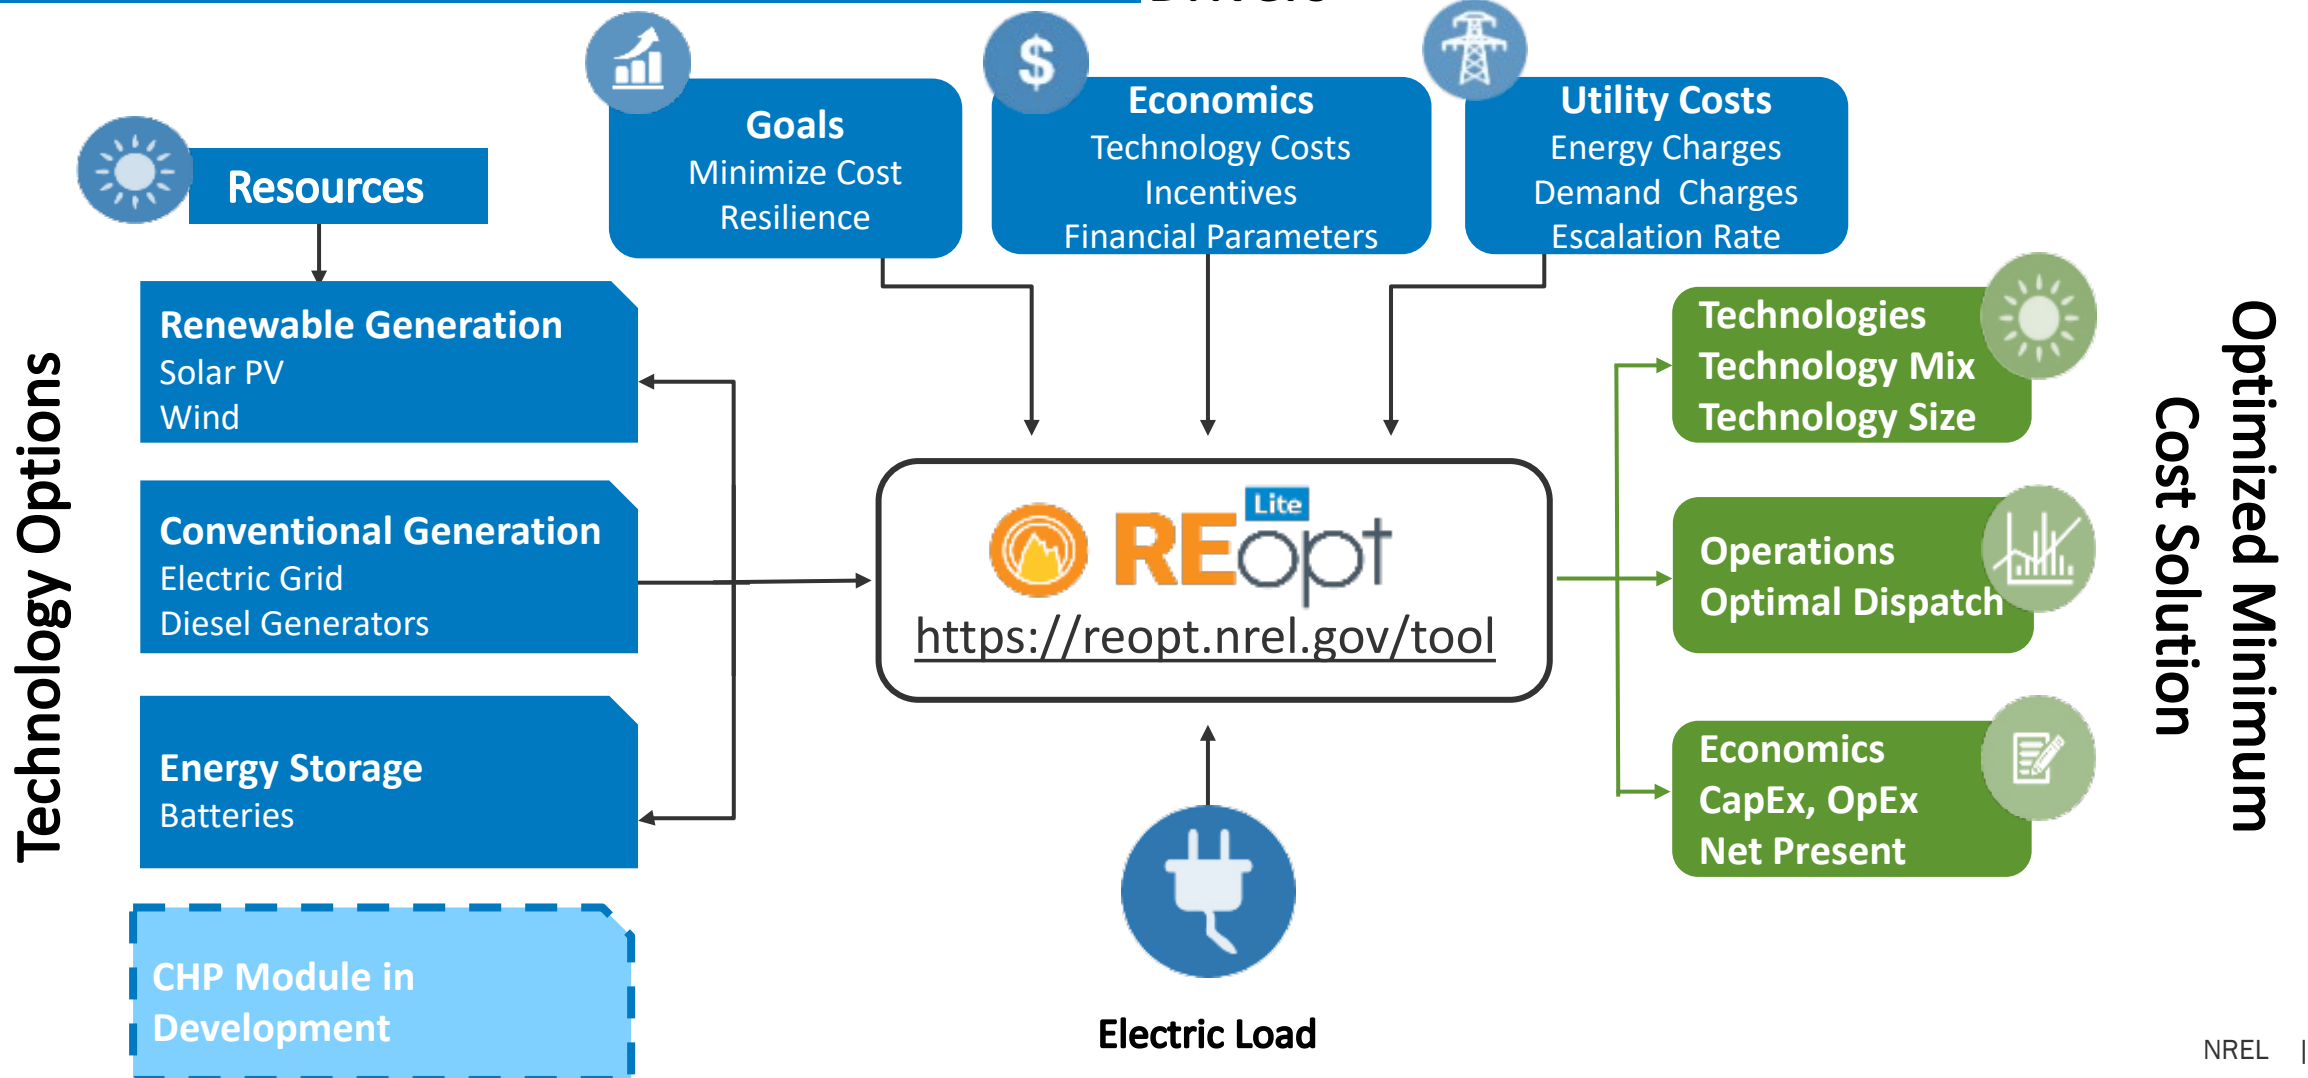 Goals
Minimize Cost
Resilience
Economics
Technology Costs
Incentives
Financial Parameters
Utility Costs
Energy Charges
Demand  Charges
Escalation Rate
Resources
Technology Options
Renewable Generation
Solar PV
Wind
Conventional Generation
Electric Grid
Diesel Generators
Energy Storage
Batteries
CHP Module in
Development
REopt Lite
https://reopt.nrel.gov/tool
Electric Load
Technologies
Technology Mix
Technology Size
Operations
Optimal Dispatch
Economics
CapEx, OpEx
Net Present
Optimized Minimum
Cost Solution
NREL |